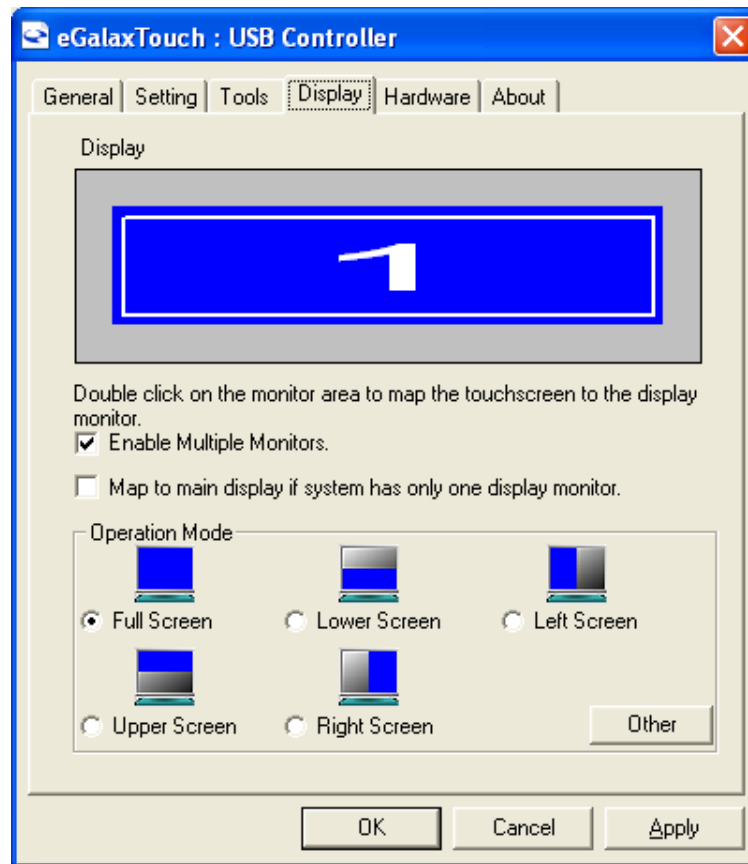 eGalaxTouch : USB Controller
General Setting Tools Display Hardware About
Display
1
Double click on the monitor area to map the touchscreen to the display
monitor.
Enable Multiple Monitors.
Map to main display if system has only one display monitor.
Operation Mode
Full Screen Lower Screen Left Screen
Upper Screen Right Screen Other
OK Cancel Apply